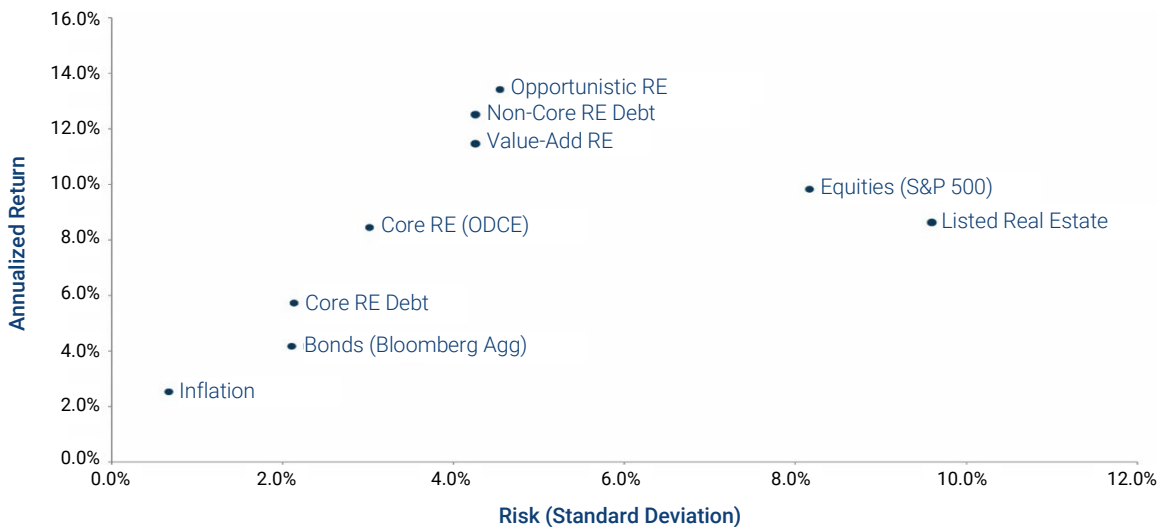 16.0%
14.0%
Opportunistic RE
Non-Core RE Debt
12.0%
Value-Add RE
10.0%
Equities (S&P 500)
Listed Real Estate
Core RE (ODCE)
8.0%
6.0%
Core RE Debt
4.0%
Bonds (Bloomberg Agg)
Inflation
2.0%
0.0%
Annualized Return
0.0% 2.0% 4.0% 6.0% 8.0% 10.0% 12.0%
Risk (Standard Deviation)